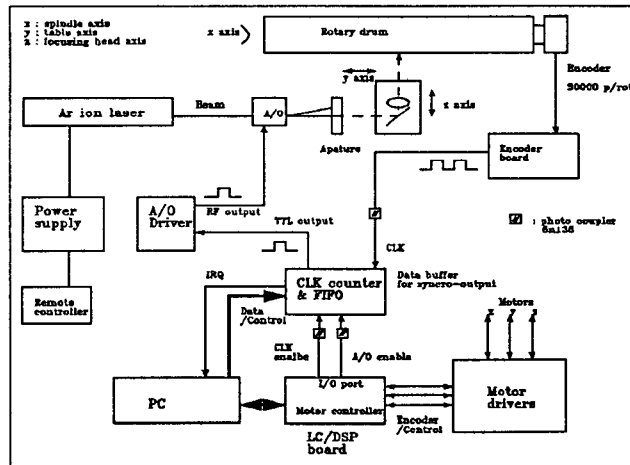 x : spindle axis
y : table axis
z : focusing head axis
x axis
Rotary drum
Encoder
30000 p/rot
y axis
z axis
Ar ion laser
Beam
A/O
Apature
Encoder
board
Power
supply
A/O
Driver
RF output
TTL output
CLK
: photo coupler
6n136
Remote
controller
IRQ
CLK counter
& FIFO
Data buffer
for syncro-output
Data
/Control
CLK
enalbe
A/O enable
Motors
x y z
PC
I/O port
Motor controller
Encoder
/Control
Motor
drivers
LC/DSP
board